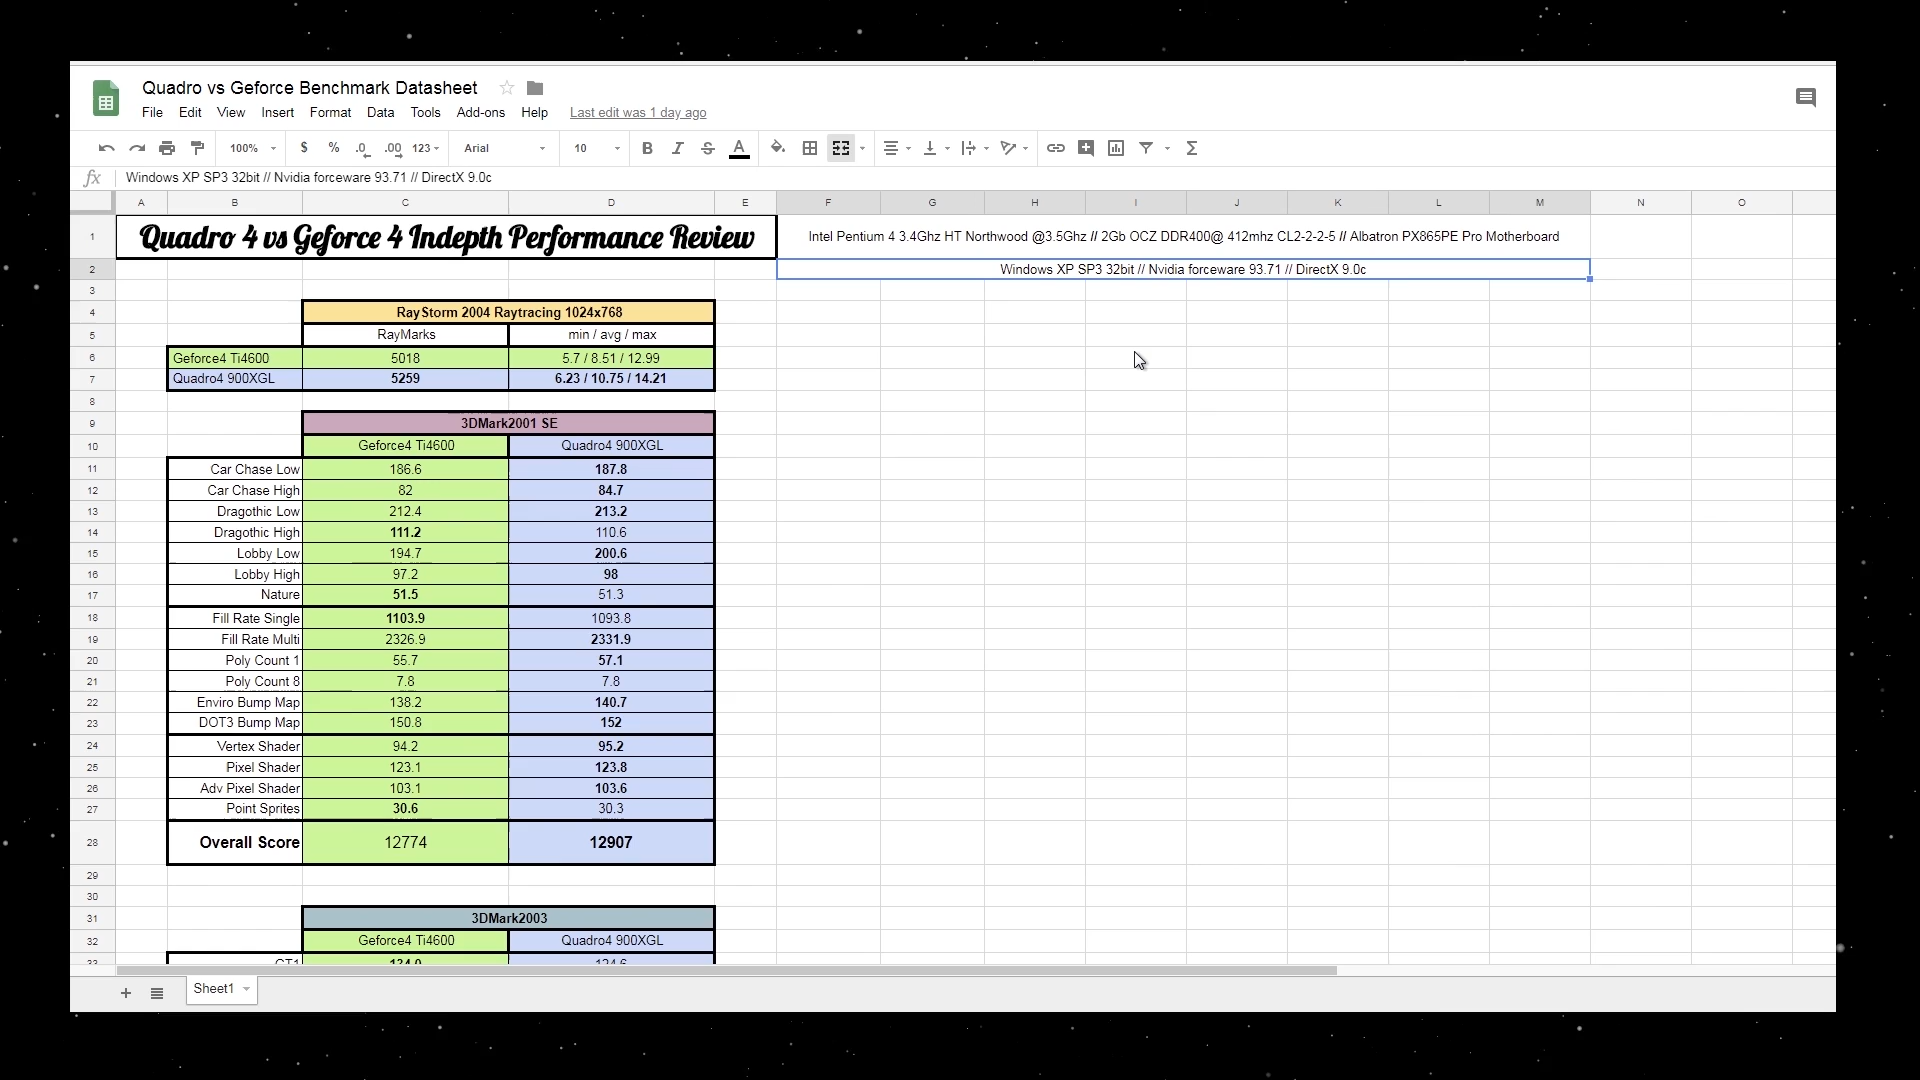 Quadro vs Geforce Benchmark Datasheet
File Edit View Insert Format Data Tools Add-ons Help Last edit was 1 day ago
100% $ % .0 .00 123 Arial 10 B I S A Σ
fx Windows XP SP3 32bit // Nvidia forceware 93.71 // DirectX 9.0c
A B C D E F G H I J K L M N O
1 Quadro 4 vs Geforce 4 Indepth Performance Review Intel Pentium 4 3.4Ghz HT Northwood @3.5Ghz // 2Gb OCZ DDR400@ 412mhz CL2-2-2-5 // Albatron PX865PE Pro Motherboard
2 Windows XP SP3 32bit // Nvidia forceware 93.71 // DirectX 9.0c
3
4 RayStorm 2004 Raytracing 1024x768
5 RayMarks min / avg / max
6 Geforce4 Ti4600 5018 5.7 / 8.51 / 12.99
7 Quadro4 900XGL 5259 6.23 / 10.75 / 14.21
8
9 3DMark2001 SE
10 Geforce4 Ti4600 Quadro4 900XGL
11 Car Chase Low 186.6 187.8
12 Car Chase High 82 84.7
13 Dragothic Low 212.4 213.2
14 Dragothic High 111.2 110.6
15 Lobby Low 194.7 200.6
16 Lobby High 97.2 98
17 Nature 51.5 51.3
18 Fill Rate Single 1103.9 1093.8
19 Fill Rate Multi 2326.9 2331.9
20 Poly Count 1 55.7 57.1
21 Poly Count 8 7.8 7.8
22 Enviro Bump Map 138.2 140.7
23 DOT3 Bump Map 150.8 152
24 Vertex Shader 94.2 95.2
25 Pixel Shader 123.1 123.8
26 Adv Pixel Shader 103.1 103.6
27 Point Sprites 30.6 30.3
28 Overall Score 12774 12907
29
30
31 3DMark2003
32 Geforce4 Ti4600 Quadro4 900XGL
33 GT1
Sheet1